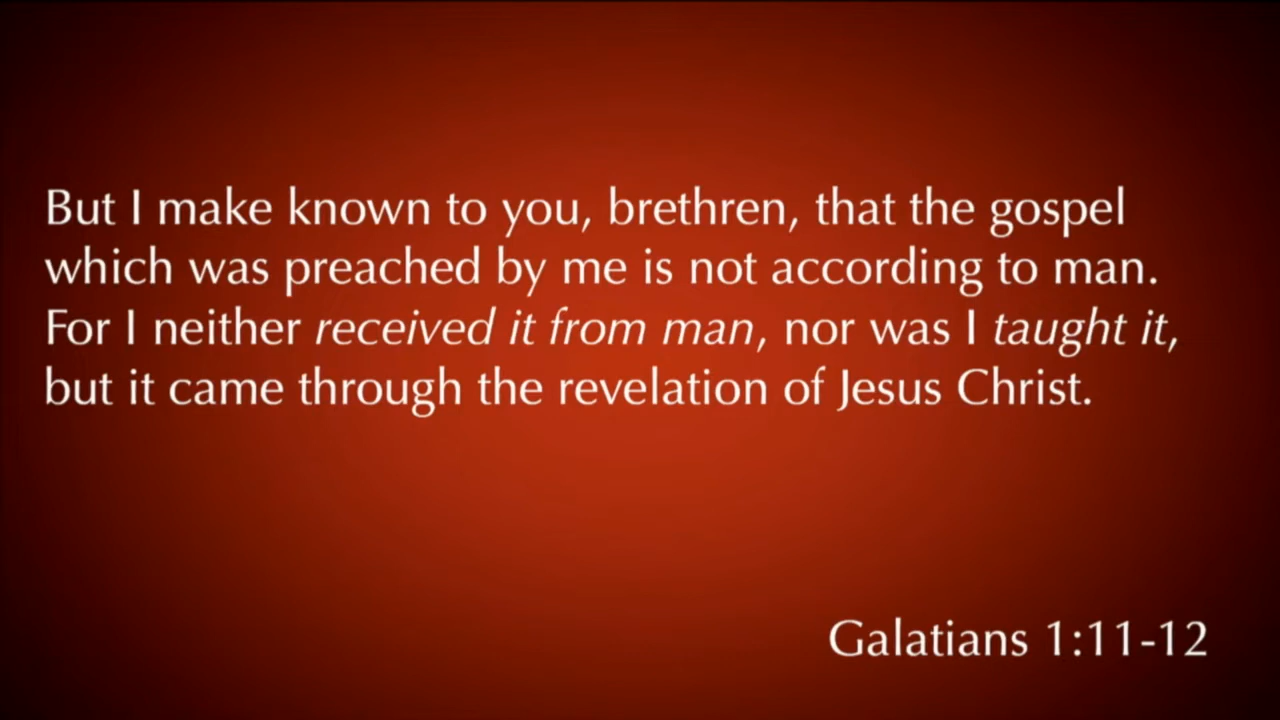 But I make known to you, brethren, that the gospel
which was preached by me is not according to man.
For I neither received it from man, nor was I taught it,
but it came through the revelation of Jesus Christ.
Galatians 1:11-12